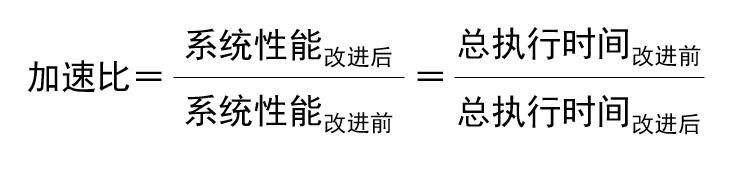 加速比 = 系统性能改进后 / 系统性能改进前 = 总执行时间改进前 / 总执行时间改进后